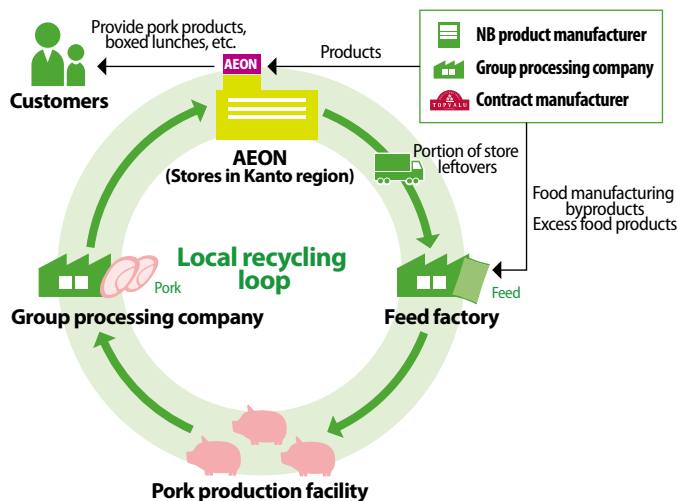 Provide pork products,
boxed lunches, etc.
Customers
AEON
Products
NB product manufacturer
Group processing company
TOPVALU
Contract manufacturer
AEON
(Stores in Kanto region)
Portion of store
leftovers
Food manufacturing
byproducts
Excess food products
Local recycling
loop
Pork
Group processing company
Feed
Feed factory
Pork production facility